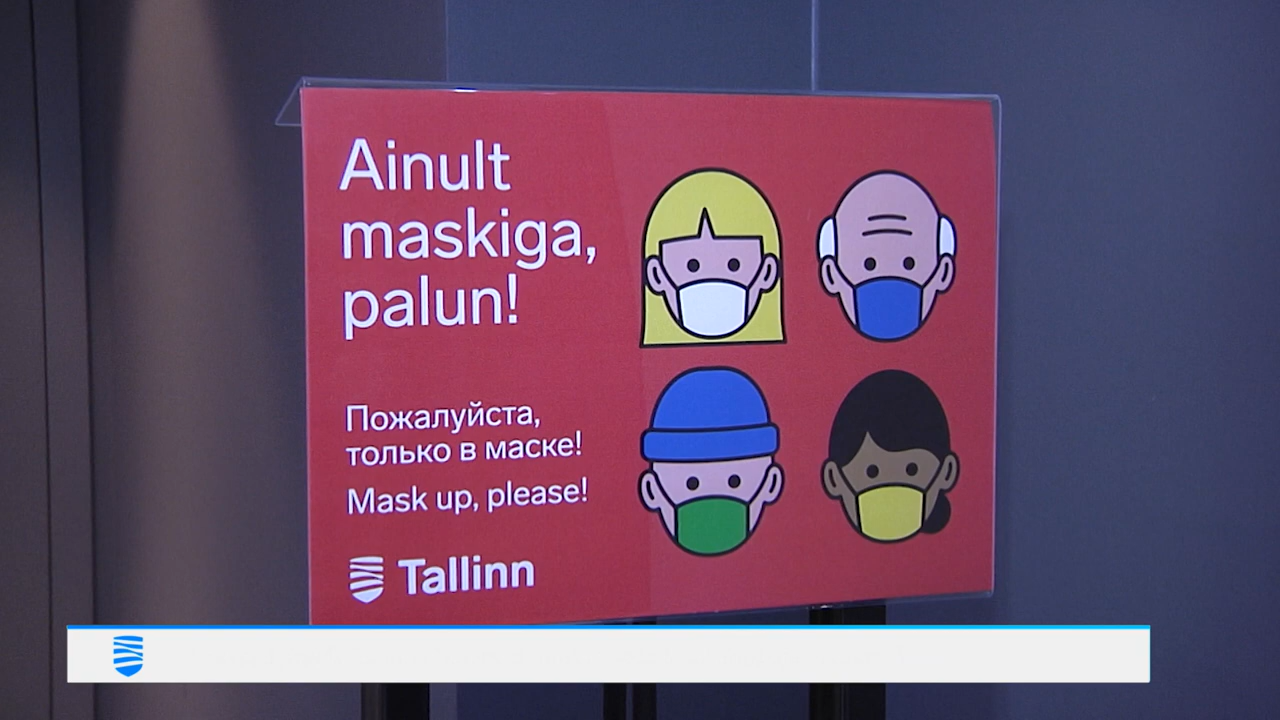 Ainult
maskiga,
palun!
Пожалуйста,
только в маске!
Mask up, please!
Tallinn